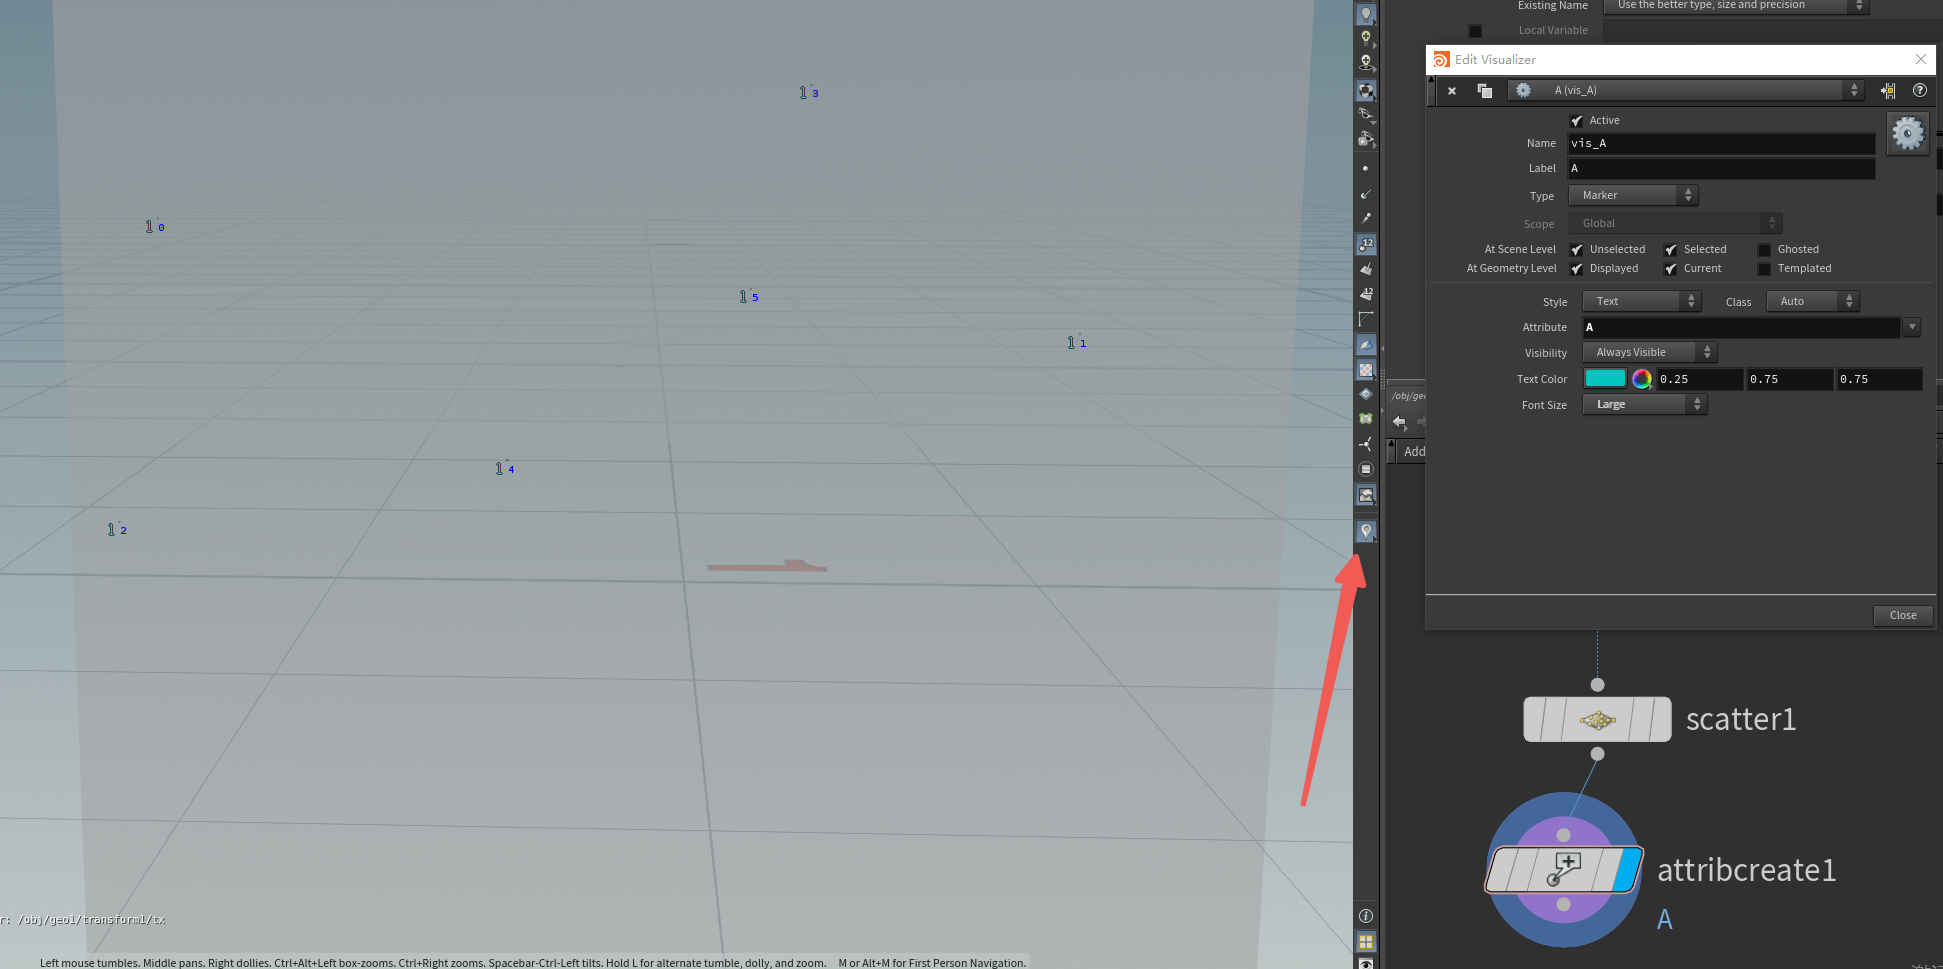 Existing Name
Use the better type, size and precision
Local Variable
Edit Visualizer
A (vis_A)
Active
Name
vis_A
Label
A
Type
Marker
Scope
Global
At Scene Level
Unselected
Selected
Ghosted
At Geometry Level
Displayed
Current
Templated
Style
Text
Class
Auto
Attribute
A
Visibility
Always Visible
Text Color
0.25
0.75
0.75
Font Size
Large
Close
/obj/geo
Add
1 3
1 0
1 5
1 1
1 4
1 2
12
12
scatter1
attribcreate1
A
r: /obj/geo1/transform1/tx
Left mouse tumbles. Middle pans. Right dollies. Ctrl+Alt+Left box-zooms. Ctrl+Right zooms. Spacebar-Ctrl-Left tilts. Hold L for alternate tumble, dolly, and zoom. M or Alt+M for First Person Navigation.